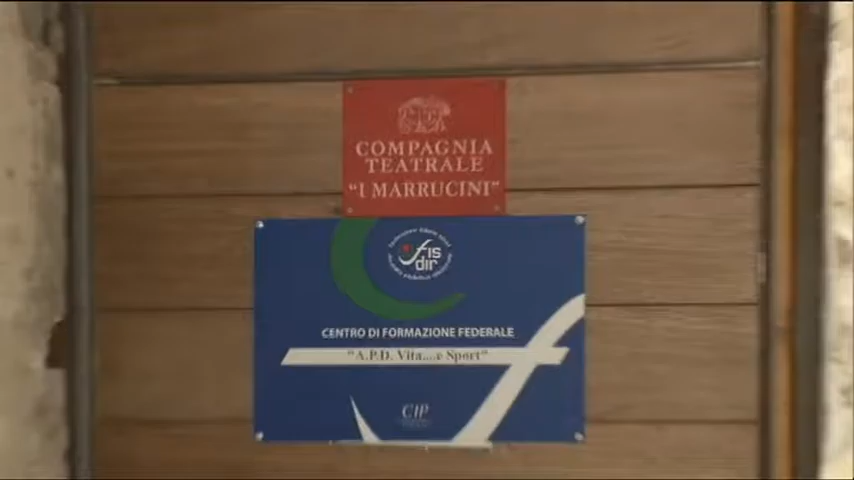 COMPAGNIA
TEATRALE
"I MARRUCINI"
fis
dir
CENTRO DI FORMAZIONE FEDERALE
"A.P.D. Vita....e Sport"
CIP